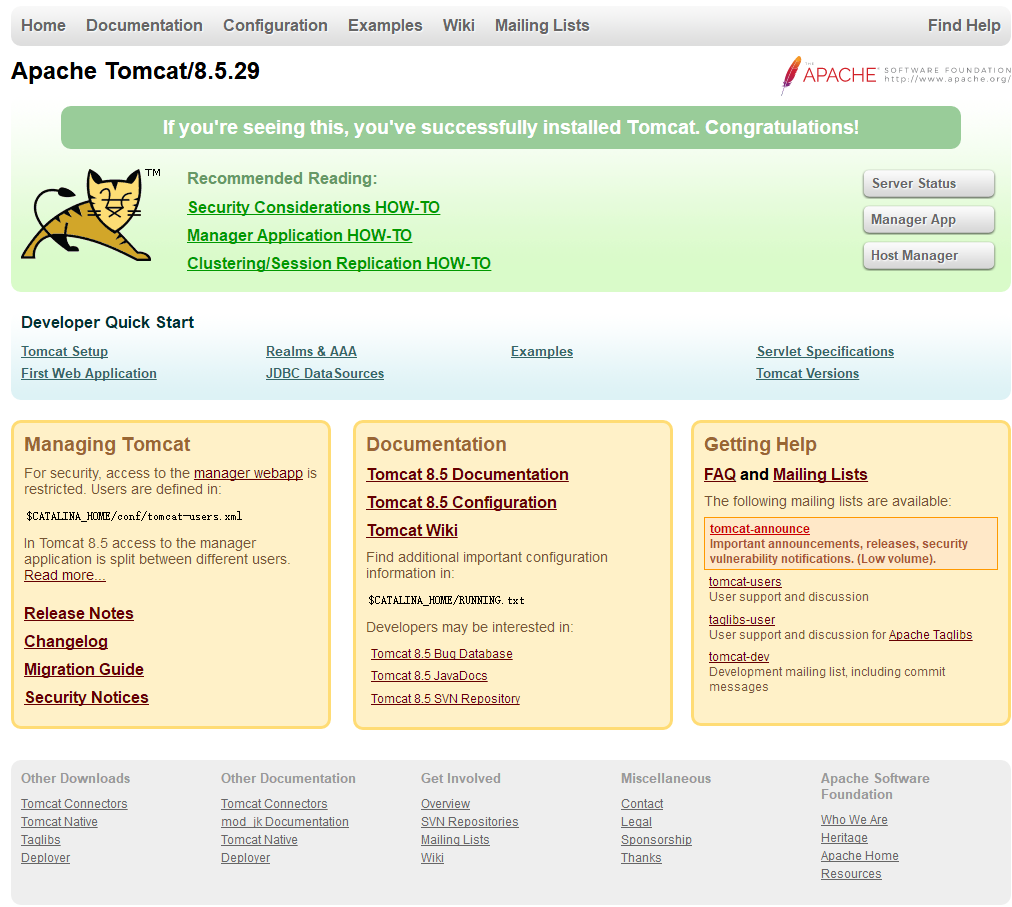 Home Documentation Configuration Examples Wiki Mailing Lists Find Help
Apache Tomcat/8.5.29
THE
APACHE SOFTWARE FOUNDATION
http://www.apache.org/
If you're seeing this, you've successfully installed Tomcat. Congratulations!
TM
Recommended Reading:
Security Considerations HOW-TO
Manager Application HOW-TO
Clustering/Session Replication HOW-TO
Server Status
Manager App
Host Manager
Developer Quick Start
Tomcat Setup
First Web Application
Realms & AAA
JDBC DataSources
Examples
Servlet Specifications
Tomcat Versions
Managing Tomcat
For security, access to the manager webapp is
restricted. Users are defined in:
$CATALINA_HOME/conf/tomcat-users.xml
In Tomcat 8.5 access to the manager
application is split between different users.
Read more...
Release Notes
Changelog
Migration Guide
Security Notices
Documentation
Tomcat 8.5 Documentation
Tomcat 8.5 Configuration
Tomcat Wiki
Find additional important configuration
information in:
$CATALINA_HOME/RUNNING.txt
Developers may be interested in:
Tomcat 8.5 Bug Database
Tomcat 8.5 JavaDocs
Tomcat 8.5 SVN Repository
Getting Help
FAQ and Mailing Lists
The following mailing lists are available:
tomcat-announce
Important announcements, releases, security
vulnerability notifications. (Low volume).
tomcat-users
User support and discussion
taglibs-user
User support and discussion for Apache Taglibs
tomcat-dev
Development mailing list, including commit
messages
Other Downloads
Tomcat Connectors
Tomcat Native
Taglibs
Deployer
Other Documentation
Tomcat Connectors
mod_jk Documentation
Tomcat Native
Deployer
Get Involved
Overview
SVN Repositories
Mailing Lists
Wiki
Miscellaneous
Contact
Legal
Sponsorship
Thanks
Apache Software
Foundation
Who We Are
Heritage
Apache Home
Resources